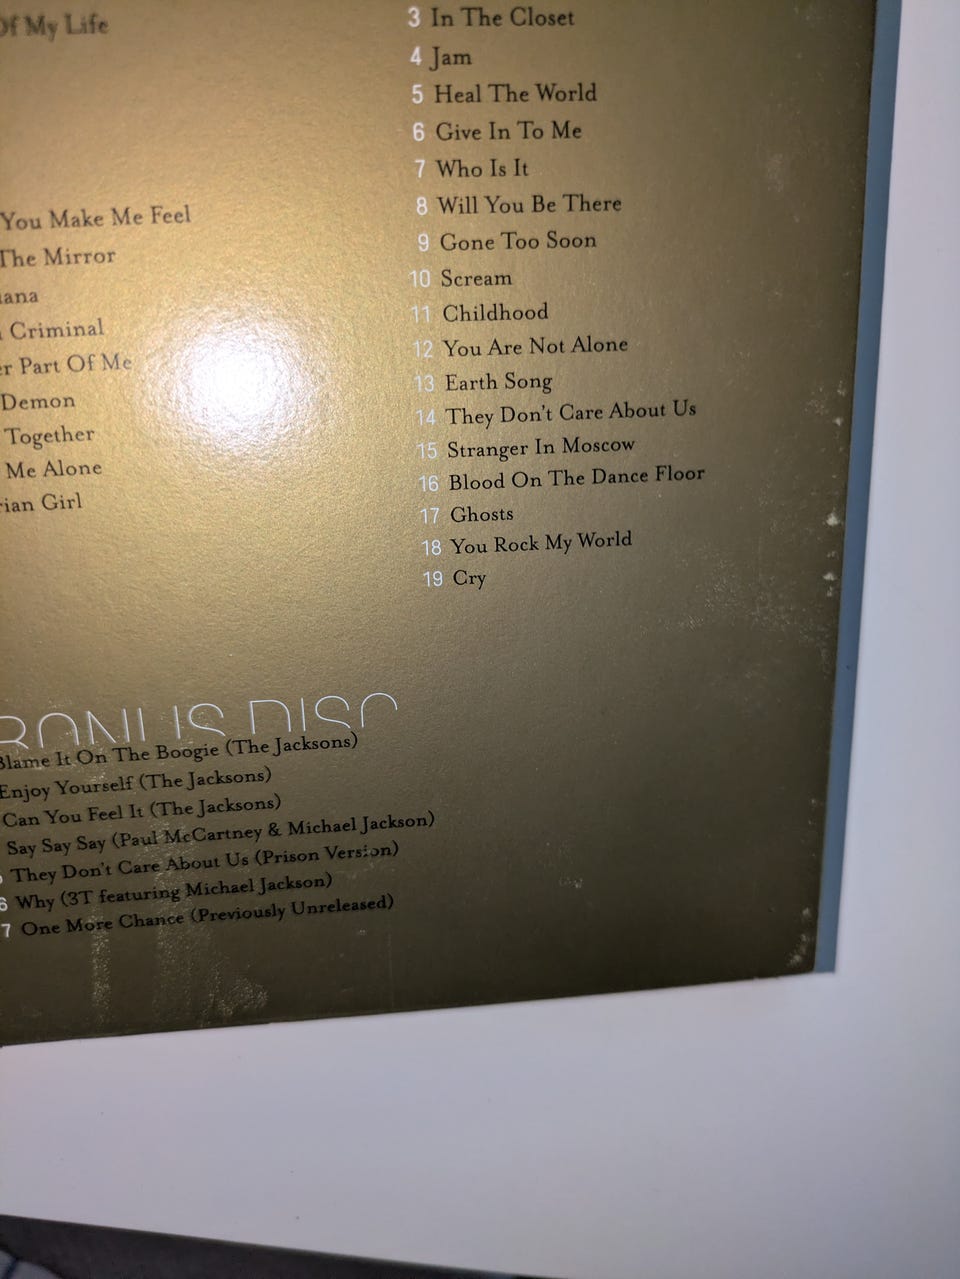 Of My Life
You Make Me Feel
The Mirror
Criminal
Part Of Me
Demon
Together
Me Alone
Girl
3 In The Closet
4 Jam
5 Heal The World
6 Give In To Me
7 Who Is It
8 Will You Be There
9 Gone Too Soon
10 Scream
11 Childhood
12 You Are Not Alone
13 Earth Song
14 They Don't Care About Us
15 Stranger In Moscow
16 Blood On The Dance Floor
17 Ghosts
18 You Rock My World
19 Cry
BONUS DISC
Blame It On The Boogie (The Jacksons)
Enjoy Yourself (The Jacksons)
Can You Feel It (The Jacksons)
Say Say Say (Paul McCartney & Michael Jackson)
They Don't Care About Us (Prison Version)
6 Why (3T featuring Michael Jackson)
7 One More Chance (Previously Unreleased)